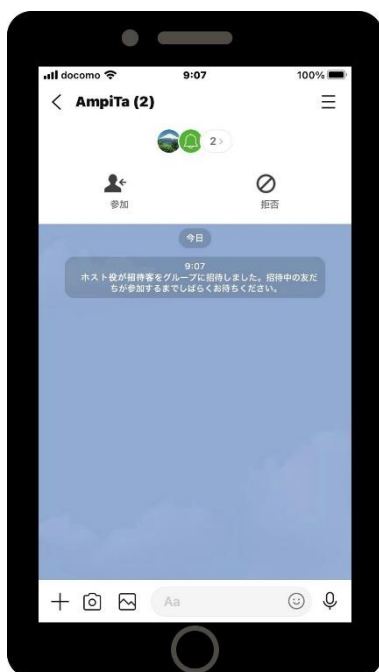 docomo 9:07 100%
AmpiTa (2)
2
参加 拒否
今日
9:07
ホスト役が招待客をグループに招待しました。招待中の友だ
ちが参加するまでしばらくお待ちください。
Aa